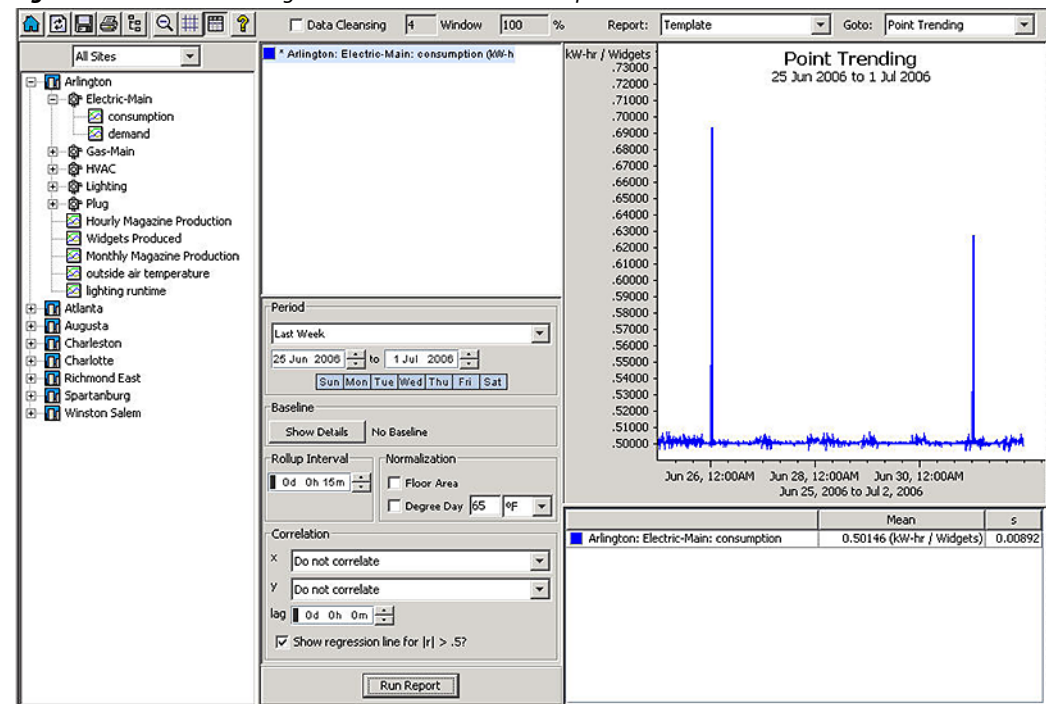 Data Cleansing 4 Window 100 % Report: Template Goto: Point Trending
All Sites
Arlington
Electric-Main
consumption
demand
Gas-Main
HVAC
Lighting
Plug
Hourly Magazine Production
Widgets Produced
Monthly Magazine Production
outside air temperature
lighting runtime
Atlanta
Augusta
Charleston
Charlotte
Richmond East
Spartanburg
Winston Salem
* Arlington: Electric-Main: consumption (kW-h
Period
Last Week
25 Jun 2006 to 1 Jul 2006
Sun Mon Tue Wed Thu Fri Sat
Baseline
Show Details No Baseline
Rollup Interval
0d 0h 15m
Normalization
Floor Area
Degree Day 65 °F
Correlation
x Do not correlate
y Do not correlate
lag 0d 0h 0m
Show regression line for |r| > .5?
Run Report
kW-hr / Widgets
Point Trending
25 Jun 2006 to 1 Jul 2006
.73000
.72000
.71000
.70000
.69000
.68000
.67000
.66000
.65000
.64000
.63000
.62000
.61000
.60000
.59000
.58000
.57000
.56000
.55000
.54000
.53000
.52000
.51000
.50000
Jun 26, 12:00AM Jun 28, 12:00AM Jun 30, 12:00AM
Jun 25, 2006 to Jul 2, 2006
Mean s
Arlington: Electric-Main: consumption 0.50146 (kW-hr / Widgets) 0.00892